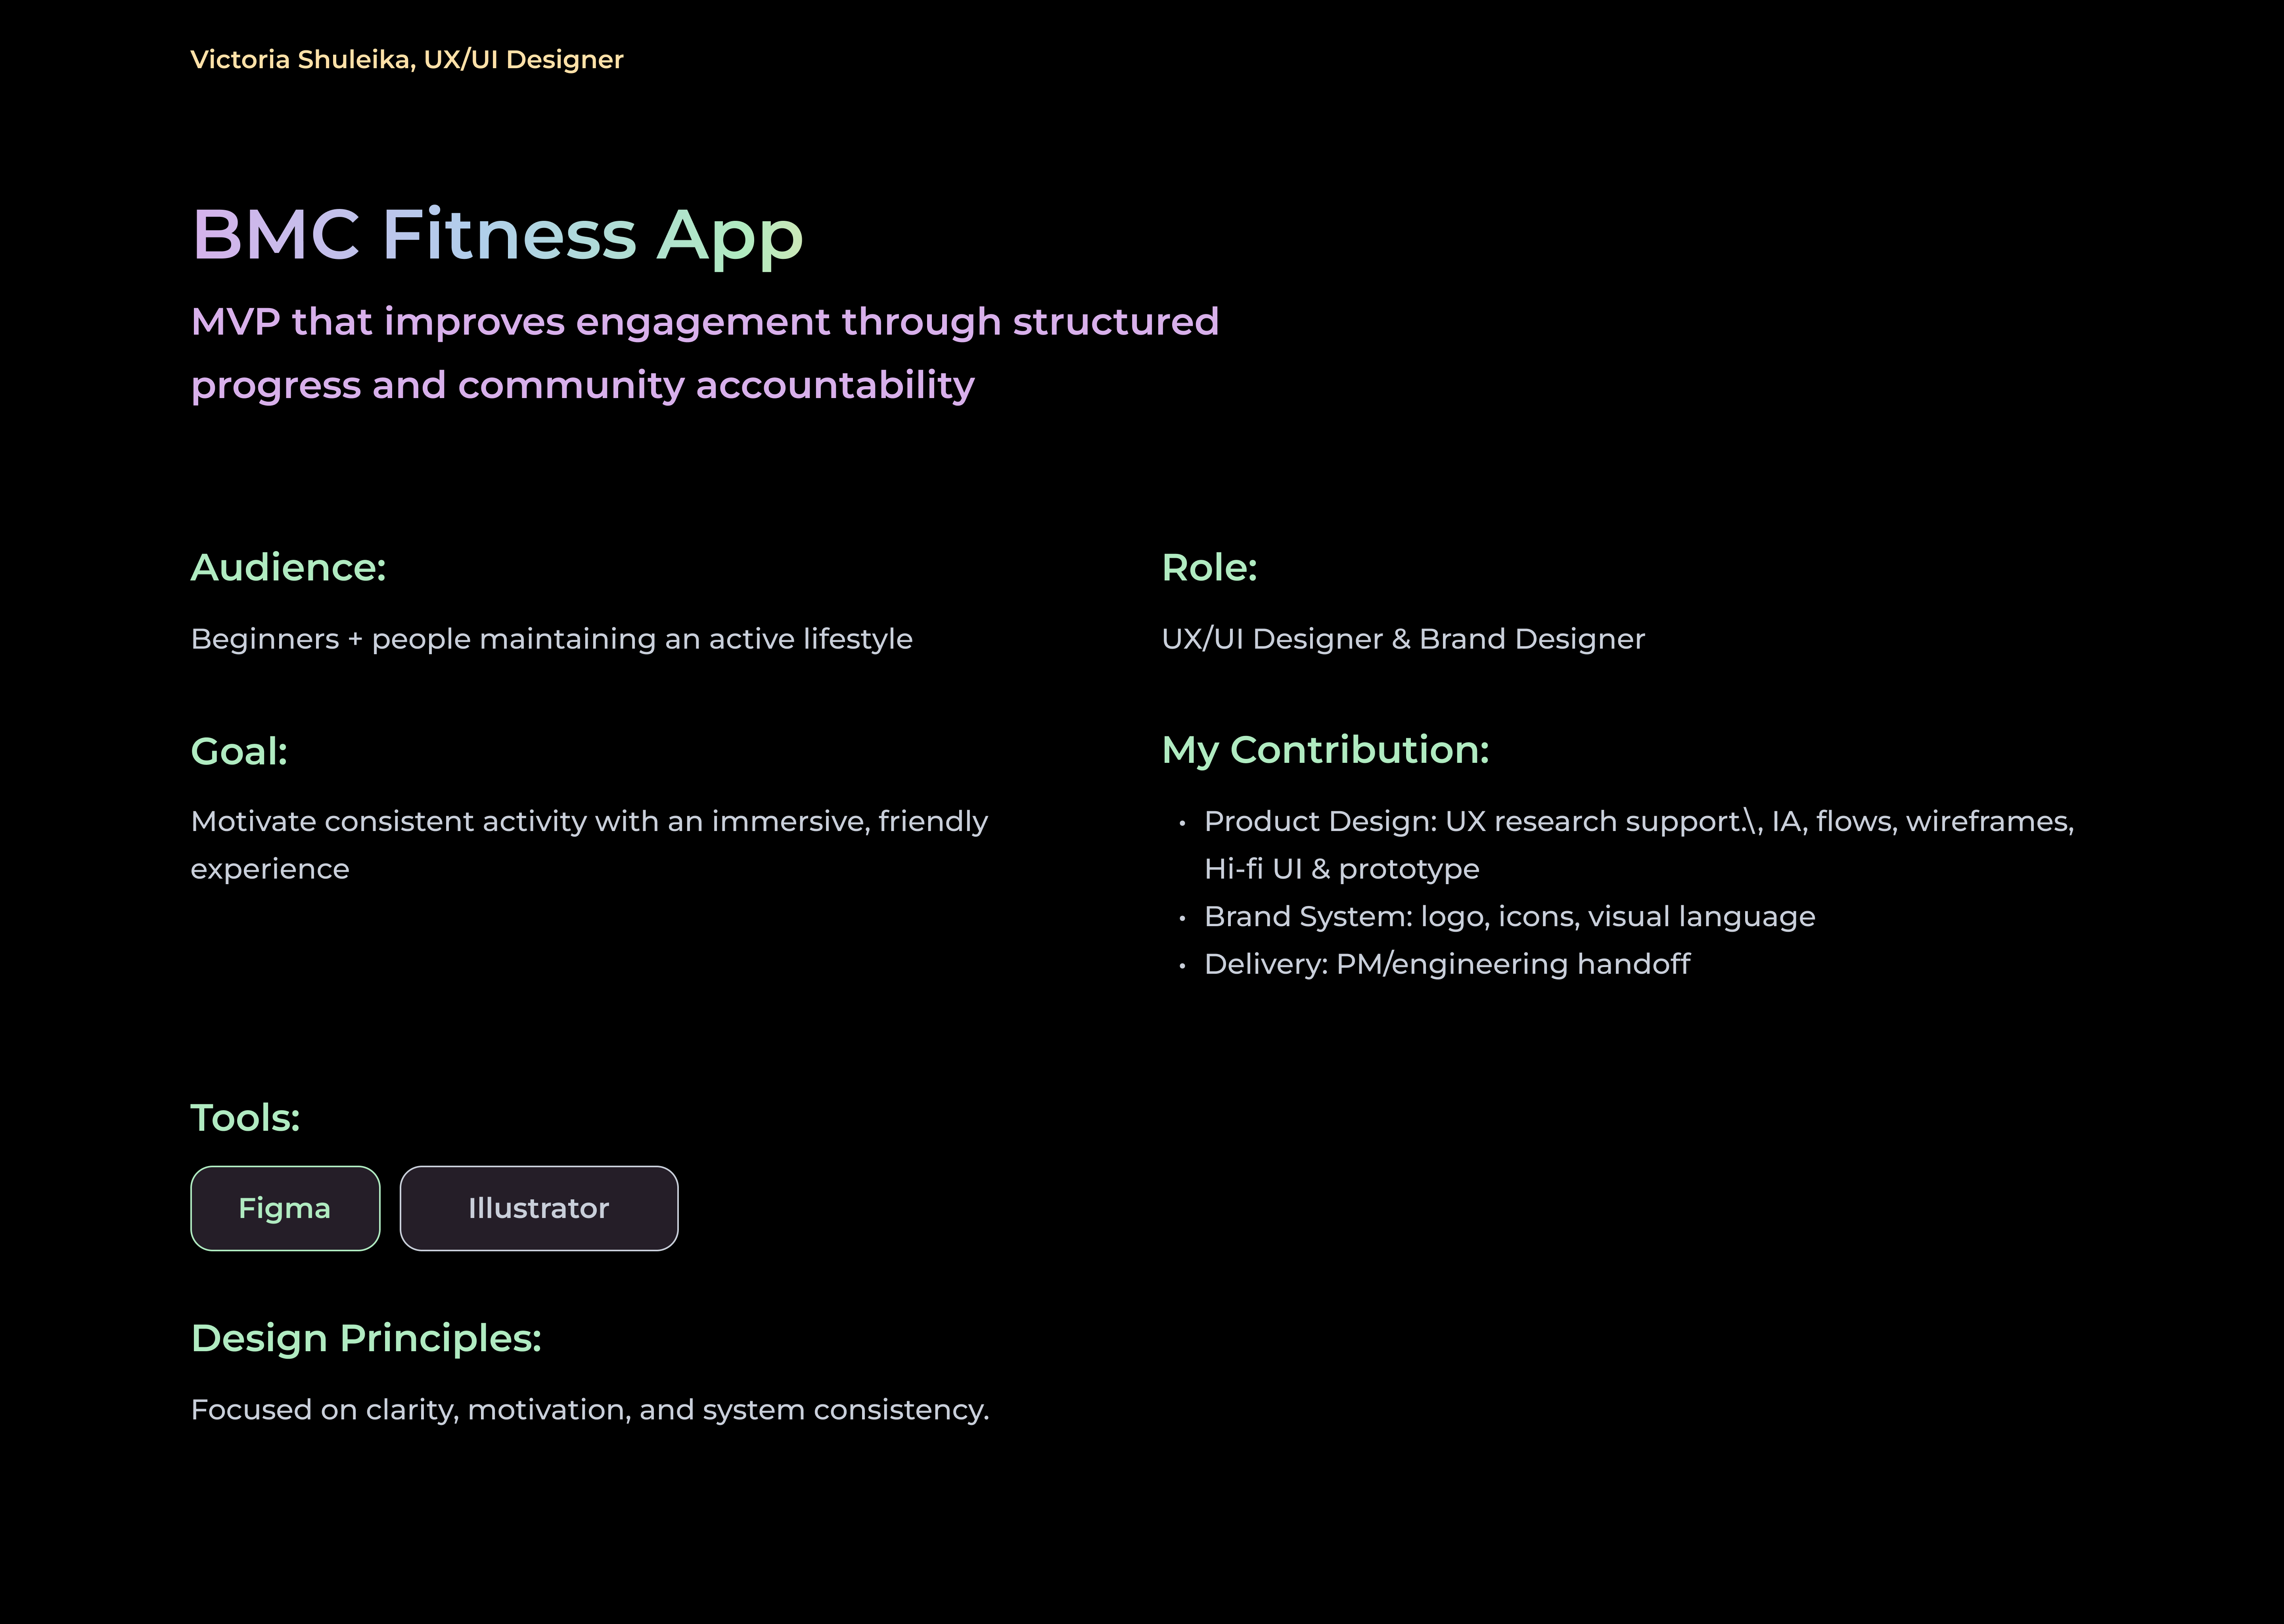 Victoria Shuleika, UX/UI Designer
BMC Fitness App
MVP that improves engagement through structured
progress and community accountability
Audience:
Beginners + people maintaining an active lifestyle
Goal:
Motivate consistent activity with an immersive, friendly
experience
Role:
UX/UI Designer & Brand Designer
My Contribution:
• Product Design: UX research support.\, IA, flows, wireframes,
Hi-fi UI & prototype
• Brand System: logo, icons, visual language
• Delivery: PM/engineering handoff
Tools:
Figma
Illustrator
Design Principles:
Focused on clarity, motivation, and system consistency.